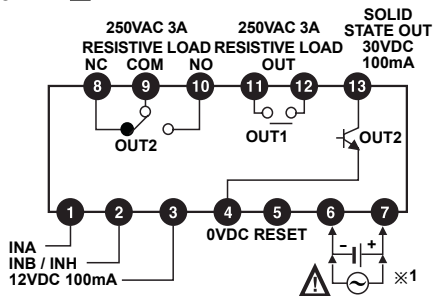 250VAC 3A 250VAC 3A SOLID
RESISTIVE LOAD RESISTIVE LOAD STATE OUT
NC COM NO OUT 30VDC
100mA
8 9 10 11 12 13
OUT2 OUT1 OUT2
1 2 3 4 5 6 7
0VDC RESET
INA
INB / INH
12VDC 100mA
- +
※1